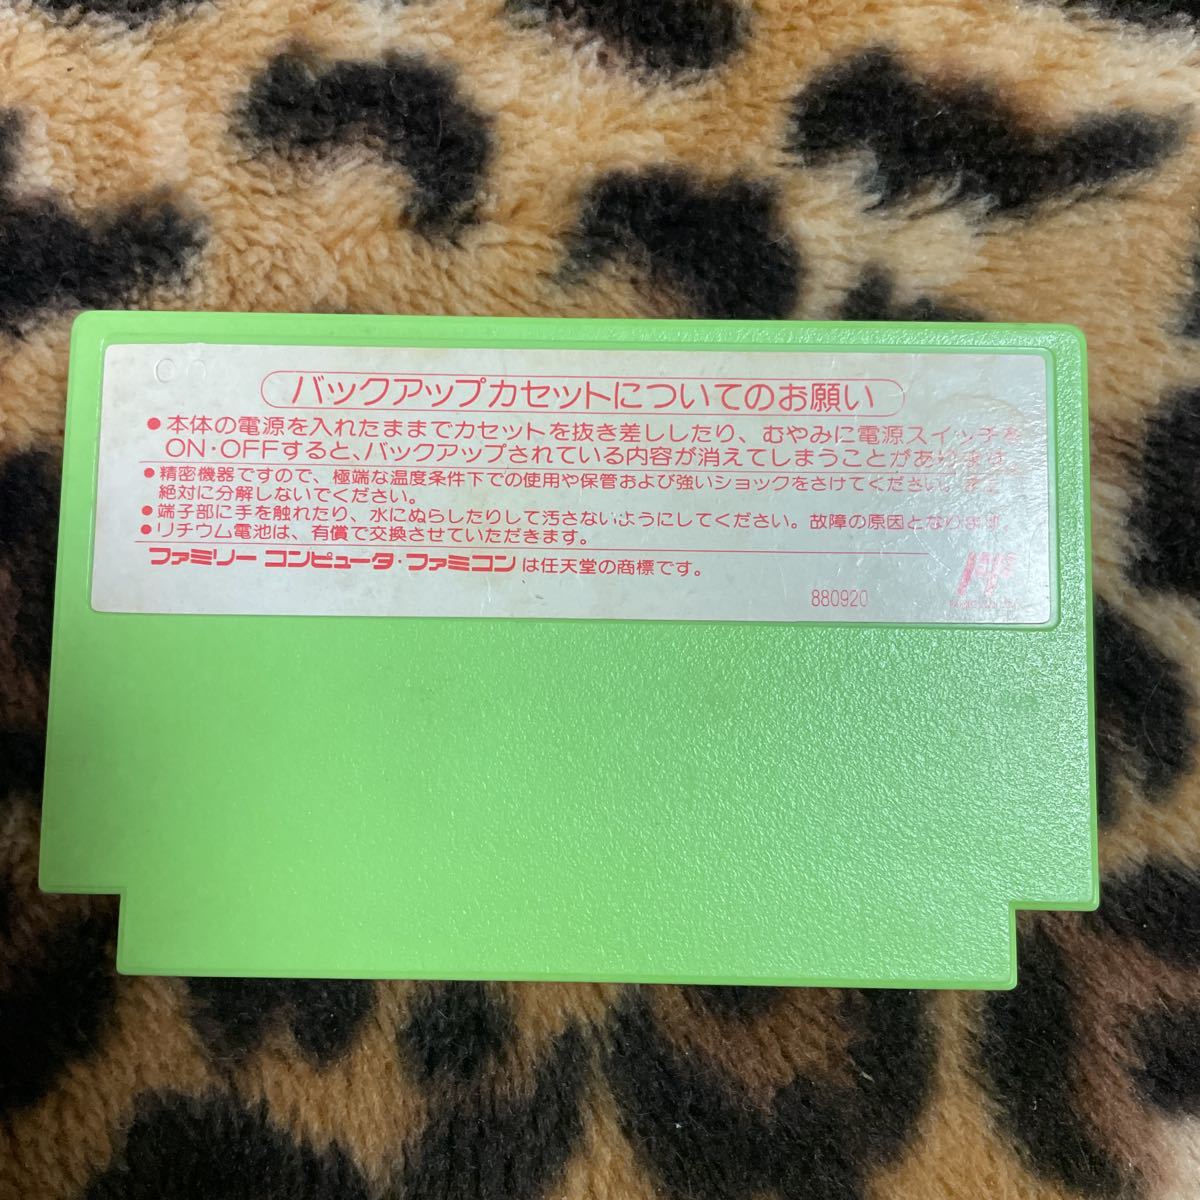 バックアップカセットについてのお願い
●本体の電源を入れたままでカセットを抜き差ししたり、むやみに電源スイッチを
ON・OFFすると、バックアップされている内容が消えてしまうことがあります。
●精密機器ですので、極端な温度条件下での使用や保管および強いショックをさけてください。
絶対に分解しないでください。
●端子部に手を触れたり、水にぬらしたりして汚さないようにしてください。故障の原因となります。
●リチウム電池は、有償で交換させていただきます。
ファミリー コンピュータ・ファミコン は任天堂の商標です。
880920